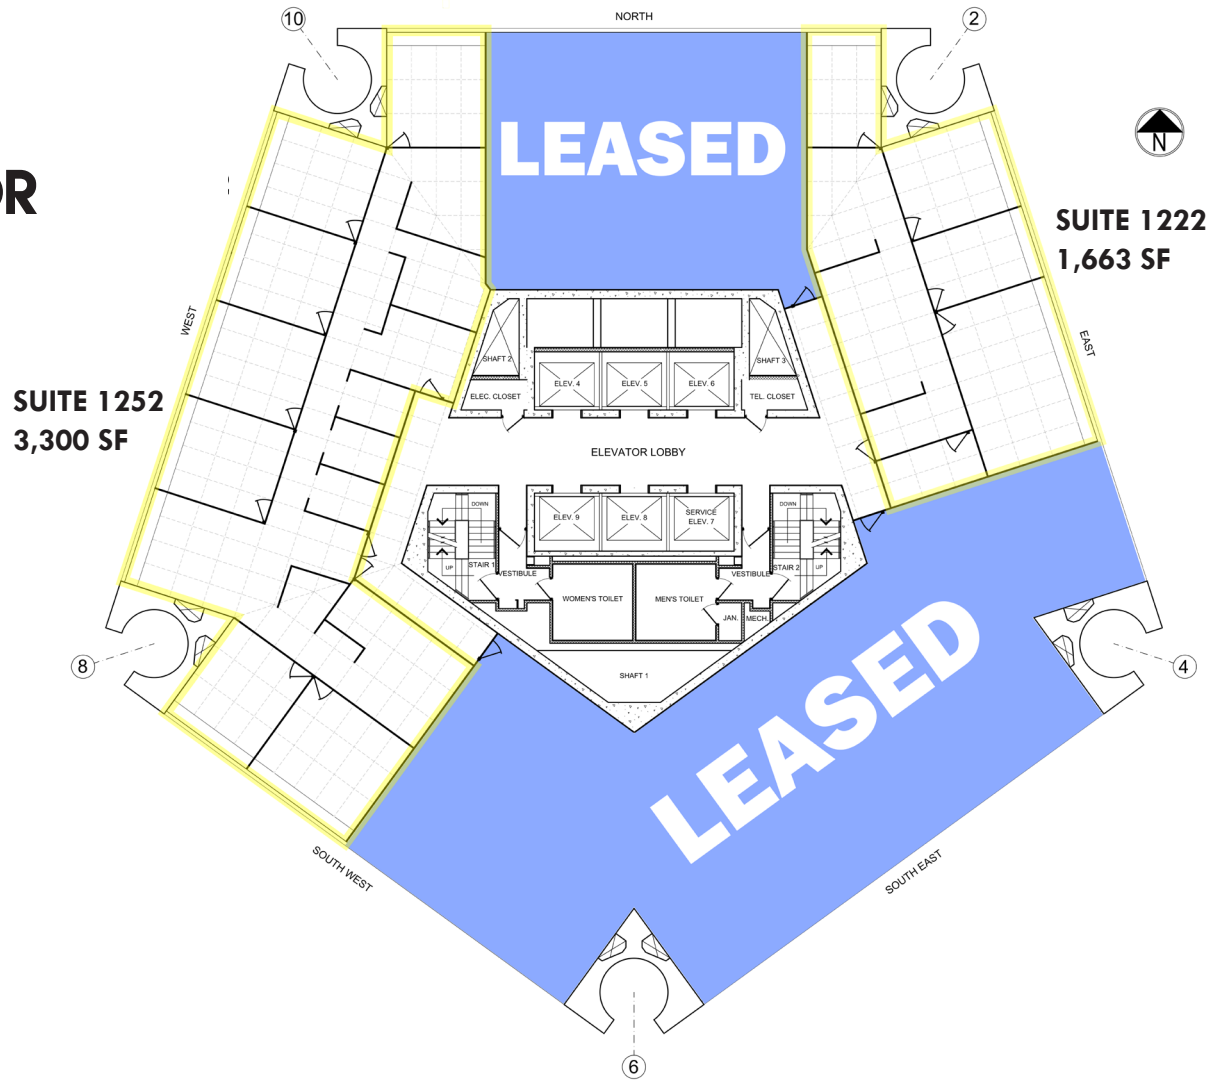 10
NORTH
2
LEASED
N
OR
SUITE 1222
1,663 SF
WEST
EAST
SHAFT 2
SHAFT 3
ELEV. 4
ELEV. 5
ELEV. 6
ELEC. CLOSET
TEL. CLOSET
SUITE 1252
3,300 SF
ELEVATOR LOBBY
DOWN
DOWN
ELEV. 9
ELEV. 8
SERVICE
ELEV. 7
UP
STAIR 1
VESTIBULE
VESTIBULE
STAIR 2
UP
WOMEN'S TOILET
MEN'S TOILET
JAN.
MECH.
8
SHAFT 1
4
LEASED
SOUTH WEST
SOUTH EAST
6